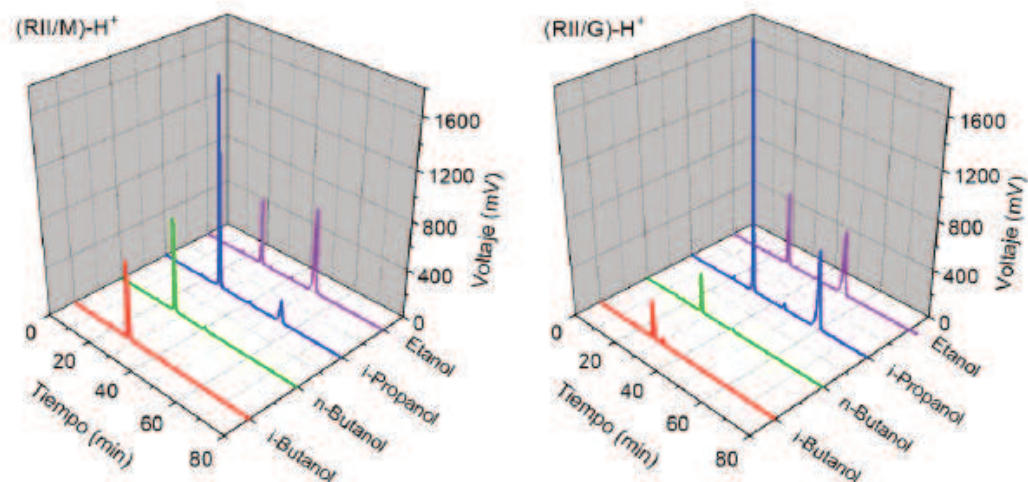 (RII/M)-H⁺
1600
1200
800
400
0
Voltaje (mV)
0
20
40
60
80
Tiempo (min)
Etanol
i-Propanol
n-Butanol
i-Butanol
(RII/G)-H⁺
1600
1200
800
400
0
Voltaje (mV)
0
20
40
60
80
Tiempo (min)
Etanol
i-Propanol
n-Butanol
i-Butanol